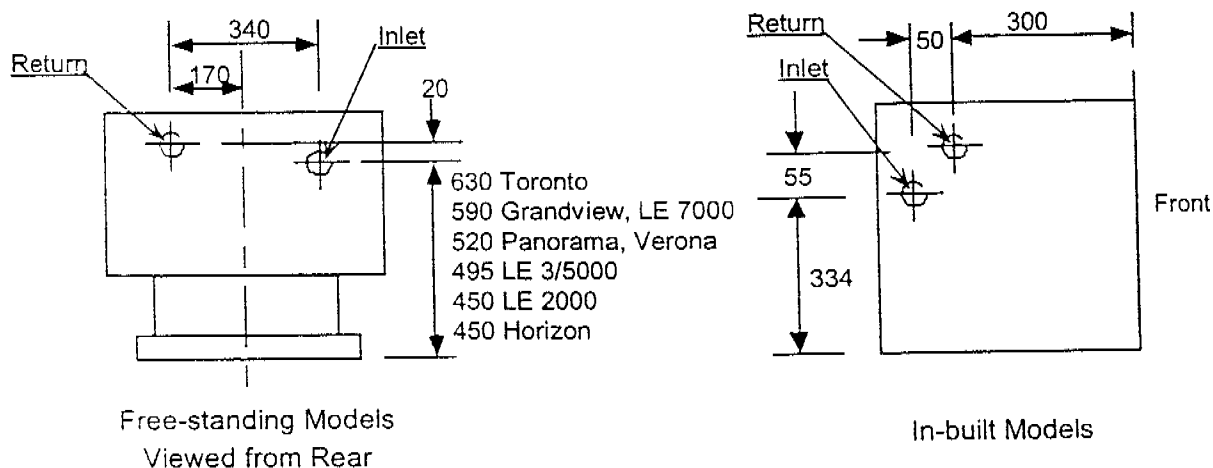 340
Inlet
Return
170
20
630 Toronto
590 Grandview, LE 7000
520 Panorama, Verona
495 LE 3/5000
450 LE 2000
450 Horizon
Free-standing Models
Viewed from Rear
Return
50
300
Inlet
55
334
Front
In-built Models